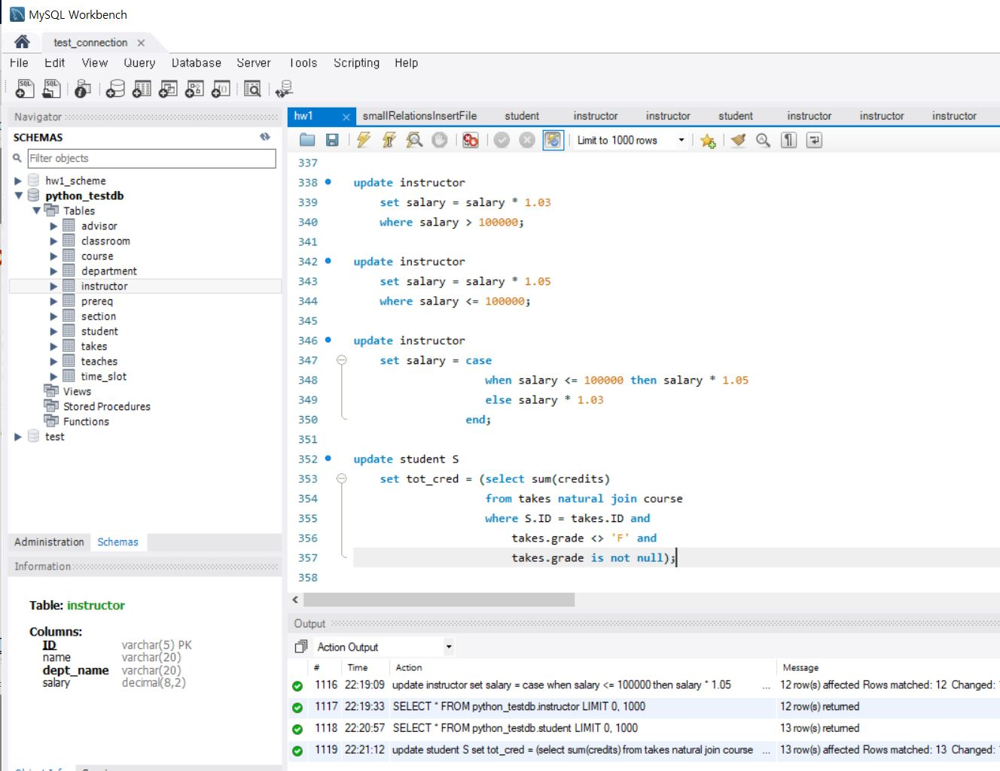 MySQL Workbench
test_connection
File Edit View Query Database Server Tools Scripting Help
Navigator
SCHEMAS
Filter objects
hw1_scheme
python_testdb
Tables
advisor
classroom
course
department
instructor
prereq
section
student
takes
teaches
time_slot
Views
Stored Procedures
Functions
test
Administration Schemas
Information
Table: instructor
Columns:
ID varchar(5) PK
name varchar(20)
dept_name varchar(20)
salary decimal(8,2)
hw1 smallRelationsInsertFile student instructor instructor student instructor instructor instructor
Limit to 1000 rows
337
338 update instructor
339 set salary = salary * 1.03
340 where salary > 100000;
341
342 update instructor
343 set salary = salary * 1.05
344 where salary <= 100000;
345
346 update instructor
347 set salary = case
348 when salary <= 100000 then salary * 1.05
349 else salary * 1.03
350 end;
351
352 update student S
353 set tot_cred = (select sum(credits)
354 from takes natural join course
355 where S.ID = takes.ID and
356 takes.grade <> 'F' and
357 takes.grade is not null);
358
Output
Action Output
# Time Action Message
1116 22:19:09 update instructor set salary = case when salary <= 100000 then salary * 1.05 ... 12 row(s) affected Rows matched: 12 Changed:
1117 22:19:33 SELECT * FROM python_testdb.instructor LIMIT 0, 1000 12 row(s) returned
1118 22:20:57 SELECT * FROM python_testdb.student LIMIT 0, 1000 13 row(s) returned
1119 22:21:12 update student S set tot_cred = (select sum(credits) from takes natural join course ... 13 row(s) affected Rows matched: 13 Changed: